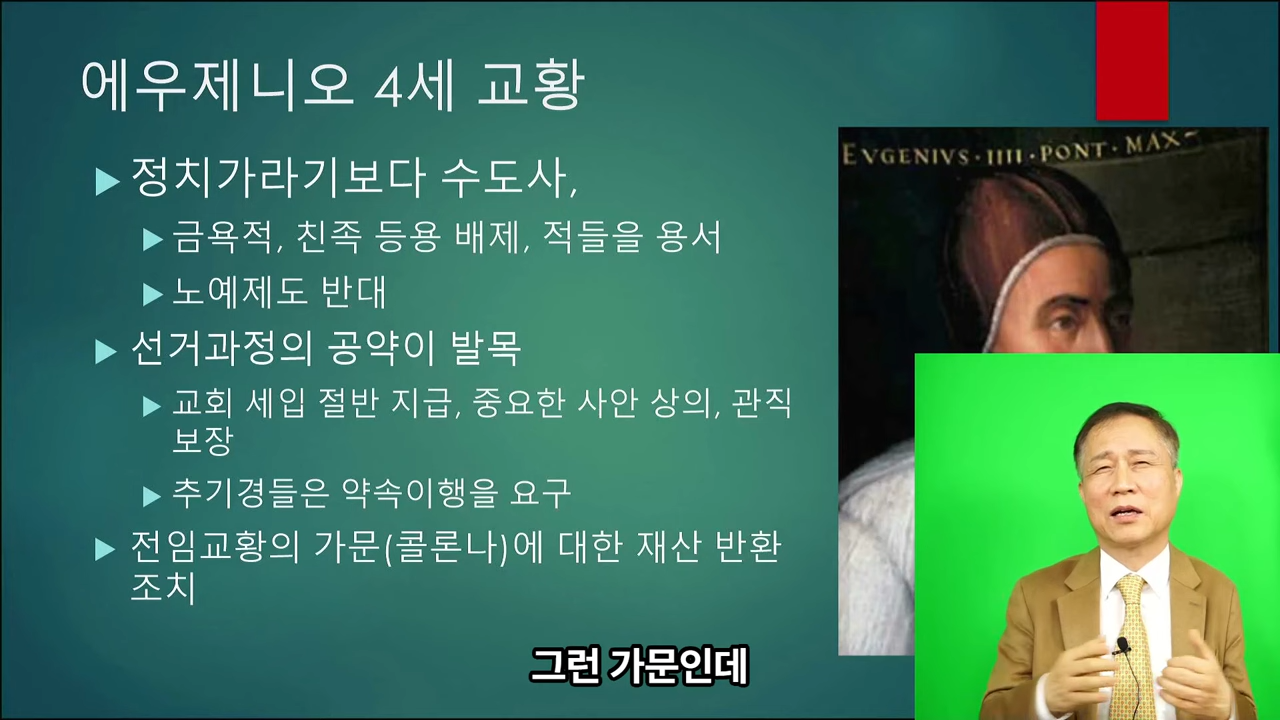 에우제니오 4세 교황
정치가라기보다 수도사,
금욕적, 친족 등용 배제, 적들을 용서
노예제도 반대
선거과정의 공약이 발목
교회 세입 절반 지급, 중요한 사안 상의, 관직
보장
추기경들은 약속이행을 요구
전임교황의 가문(콜론나)에 대한 재산 반환
조치
EVGENIVS·IIII·PONT·MAX
그런 가문인데